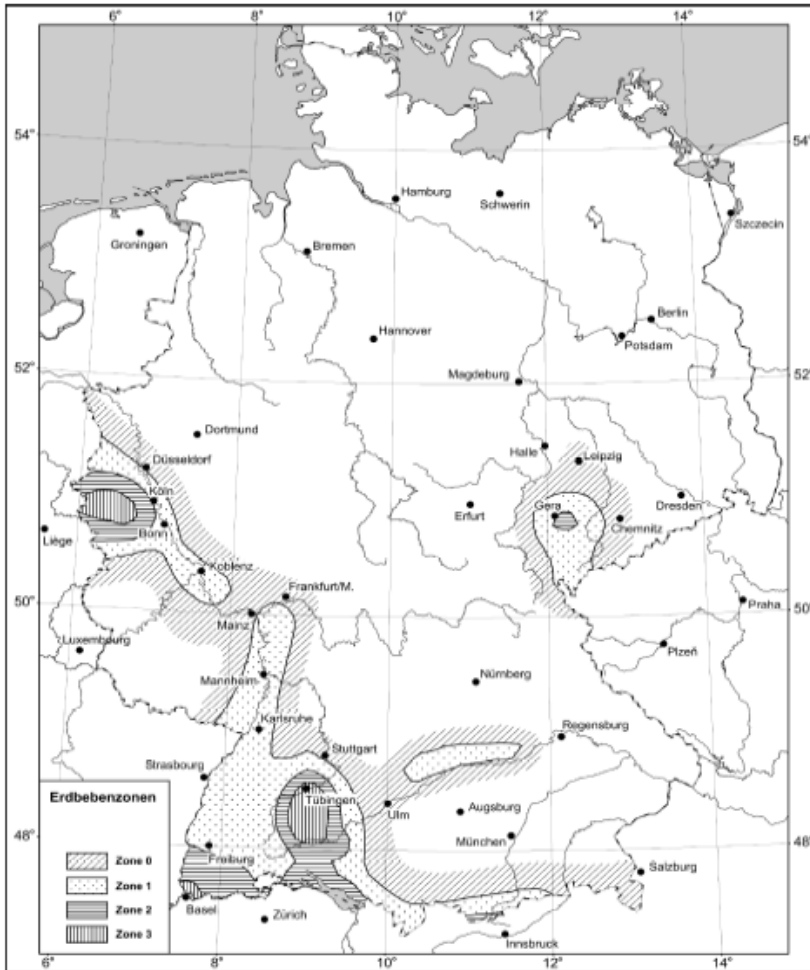 6° 8° 10° 12° 14°
54° 54°
Hamburg
Schwerin
Szczecin
Groningen
Bremen
Berlin
Hannover
Potsdam
52° 52°
Magdeburg
Dortmund
Halle
Leipzig
Düsseldorf
Köln
Erfurt
Gera
Dresden
Chemnitz
Liège
Bonn
Koblenz
Frankfurt/M.
50° 50°
Praha
Mainz
Luxembourg
Plzeň
Mannheim
Nürnberg
Karlsruhe
Regensburg
Stuttgart
Strasbourg
Erdbebenzonen
Tübingen
Ulm
Augsburg
48° 48°
München
Zone 0
Freiburg
Salzburg
Zone 1
Zone 2
Basel
Zürich
Zone 3
Innsbruck
6° 8° 10° 12° 14°